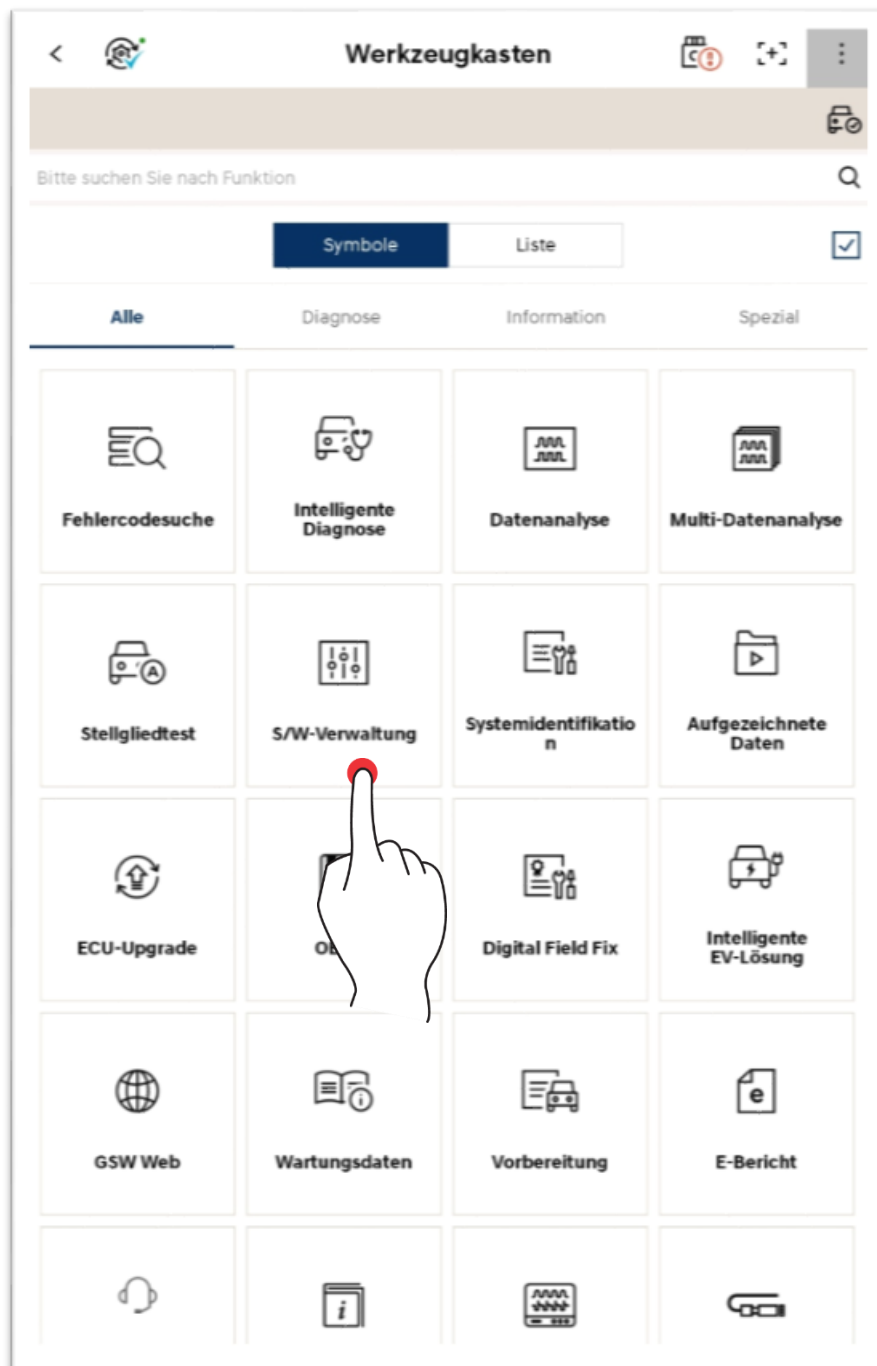 Werkzeugkasten
Bitte suchen Sie nach Funktion
Symbole Liste
Alle Diagnose Information Spezial
Fehlercodesuche
Intelligente
Diagnose
Datenanalyse
Multi-Datenanalyse
Stellgliedtest
S/W-Verwaltung
Systemidentifikatio
n
Aufgezeichnete
Daten
ECU-Upgrade
Digital Field Fix
Intelligente
EV-Lösung
GSW Web
Wartungsdaten
Vorbereitung
e
E-Bericht